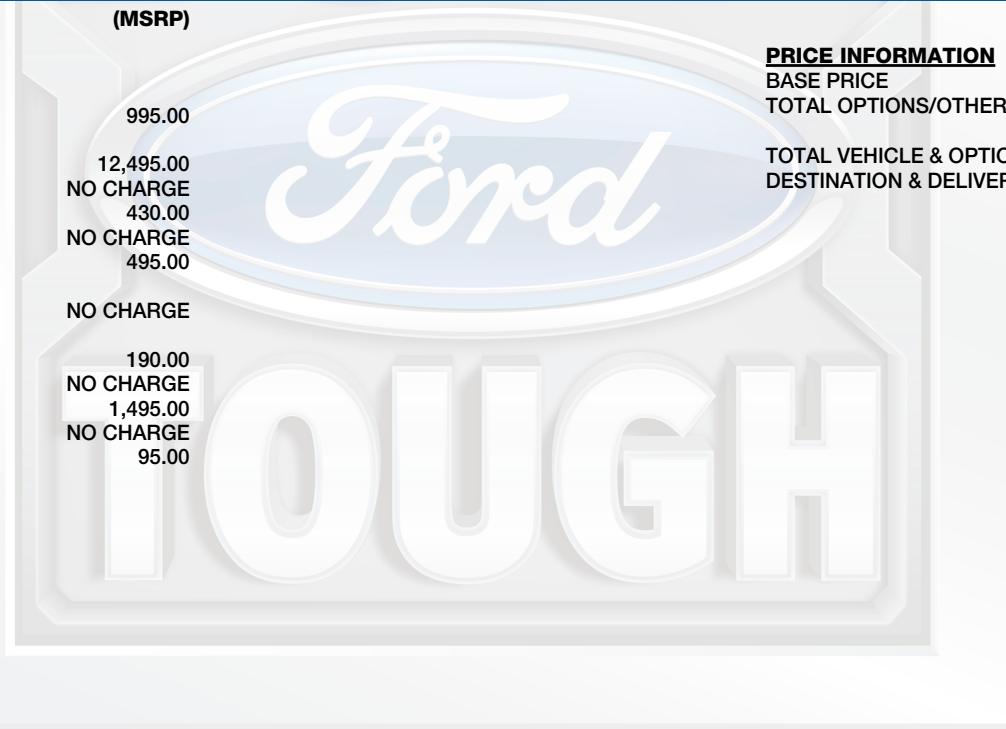 (MSRP)
995.00
12,495.00
NO CHARGE
430.00
NO CHARGE
495.00
NO CHARGE
190.00
NO CHARGE
1,495.00
NO CHARGE
95.00
PRICE INFORMATION
BASE PRICE
TOTAL OPTIONS/OTHER
TOTAL VEHICLE & OPTIO
DESTINATION & DELIVER
Ford
TOUGH